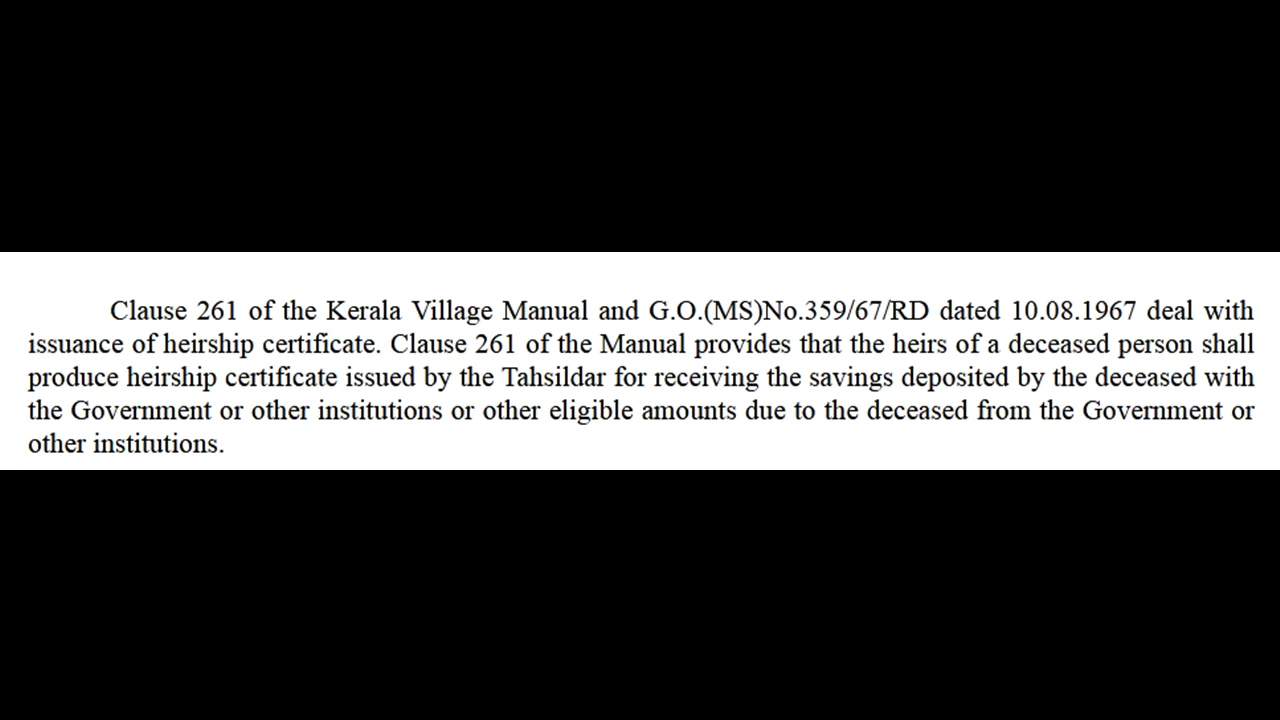 Clause 261 of the Kerala Village Manual and G.O.(MS)No.359/67/RD dated 10.08.1967 deal with
issuance of heirship certificate. Clause 261 of the Manual provides that the heirs of a deceased person shall
produce heirship certificate issued by the Tahsildar for receiving the savings deposited by the deceased with
the Government or other institutions or other eligible amounts due to the deceased from the Government or
other institutions.